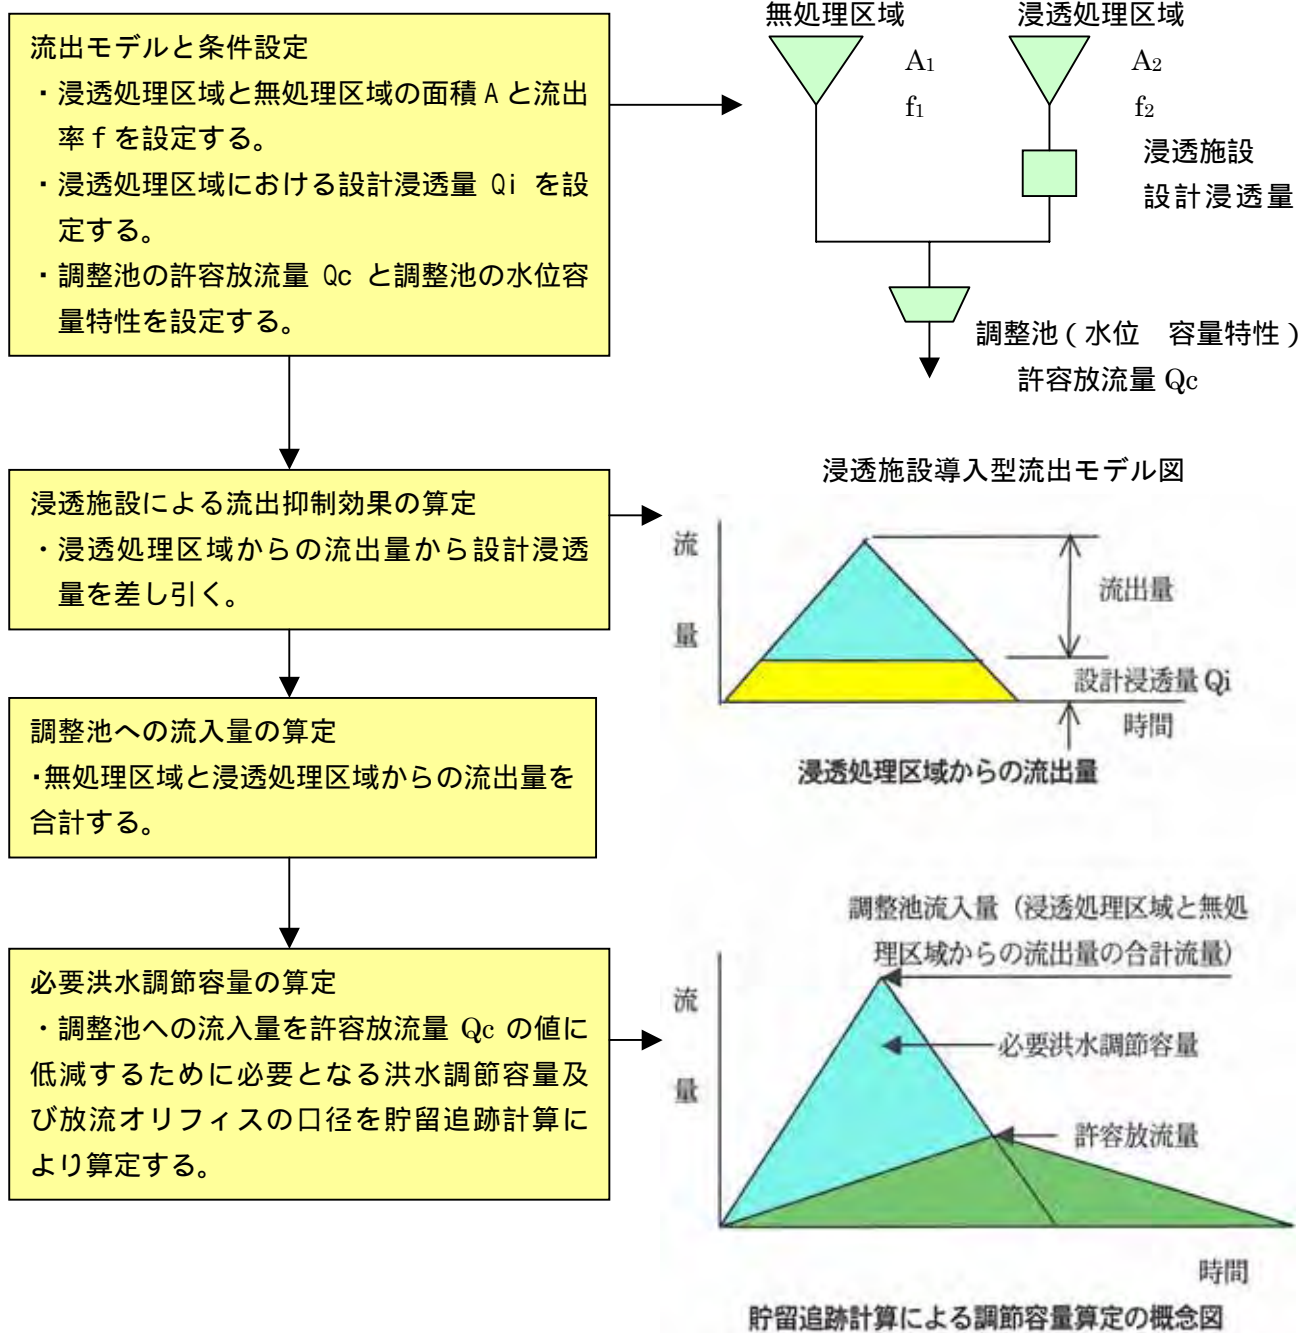 流出モデルと条件設定
・浸透処理区域と無処理区域の面積 A と流出
率 f を設定する。
・浸透処理区域における設計浸透量 Qi を設
定する。
・調整池の許容放流量 Qc と調整池の水位容
量特性を設定する。
無処理区域
浸透処理区域
A1
f1
A2
f2
浸透施設
設計浸透量
調整池（水位　容量特性）
許容放流量 Qc
浸透施設導入型流出モデル図
浸透施設による流出抑制効果の算定
・浸透処理区域からの流出量から設計浸透
量を差し引く。
流
量
流出量
設計浸透量 Qi
時間
浸透処理区域からの流出量
調整池への流入量の算定
・無処理区域と浸透処理区域からの流出量を
合計する。
必要洪水調節容量の算定
・調整池への流入量を許容放流量 Qc の値に
低減するために必要となる洪水調節容量及
び放流オリフィスの口径を貯留追跡計算に
より算定する。
調整池流入量（浸透処理区域と無処
理区域からの流出量の合計流量）
流
量
必要洪水調節容量
許容放流量
時間
貯留追跡計算による調節容量算定の概念図